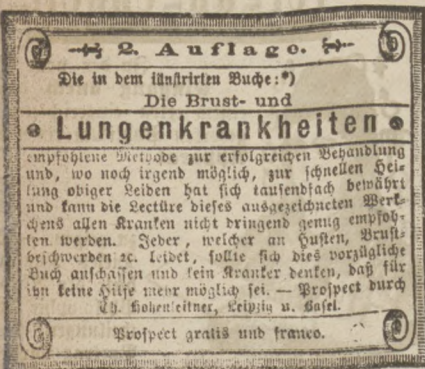 2. Auflage.
Die in dem illustrirten Buche:*)
Die Brust- und
Lungenkrankheiten
empfohlene Methode zur erfolgreichen Behandlung
und, wo noch irgend möglich, zur schnellen Hei-
lung obiger Leiden hat sich tausendfach bewährt
und kann die Lectüre dieses ausgezeichneten Werk-
chens allen Kranken nicht dringend genug empfoh-
len werden. Jeder, welcher an Husten, Brust-
beschwerden ꝛc. leidet, sollte sich dies vorzügliche
Buch anschaffen und kein Kranker denken, daß für
ihn keine Hilfe mehr möglich sei. — Prospect durch
Th. Hohenleitner, Leipzig u. Basel.
Prospect gratis und franco.